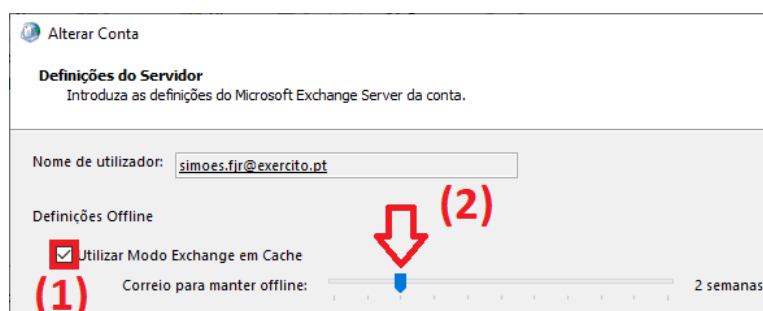 Alterar Conta
Definições do Servidor
Introduza as definições do Microsoft Exchange Server da conta.
Nome de utilizador: simoes.fjr@exercito.pt
(2)
Definições Offline
Utilizar Modo Exchange em Cache
(1) Correio para manter offline: 2 semanas